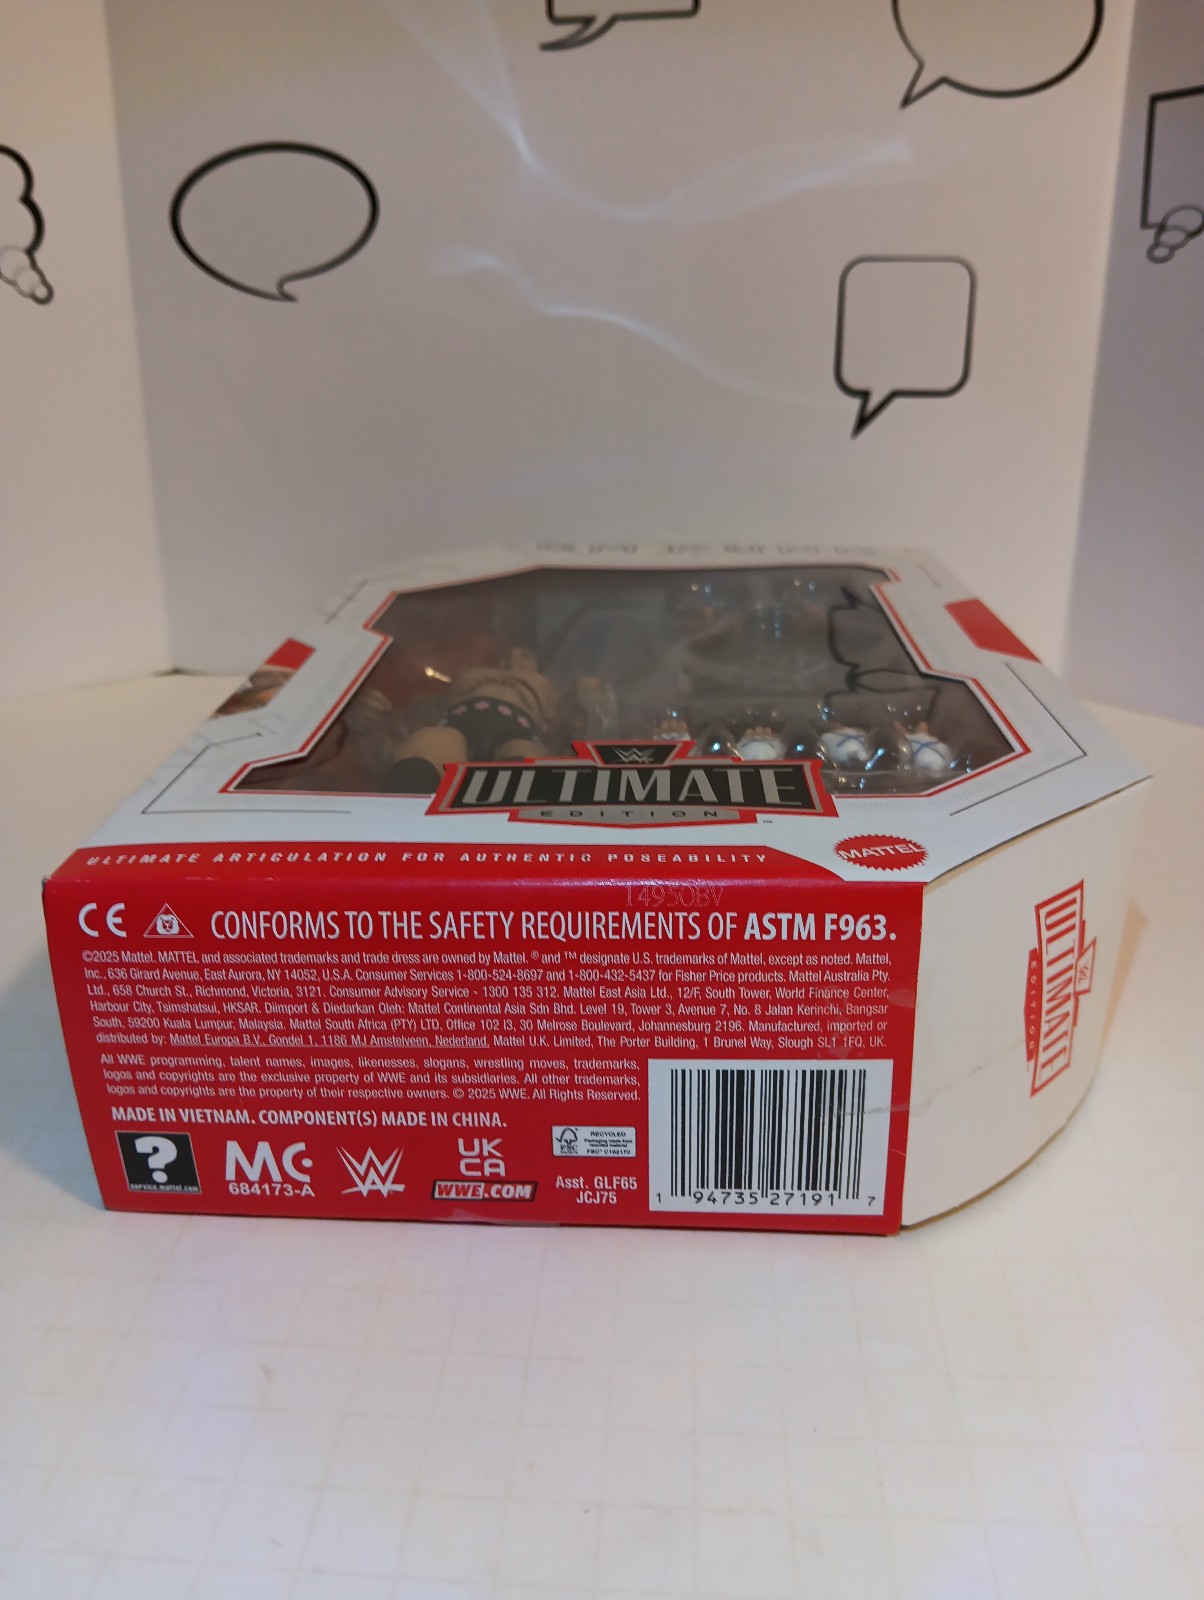 W
ULTIMATE
EDITION
™
ULTIMATE ARTICULATION FOR AUTHENTIC POSEABILITY
MATTEL
14950BV
CE CONFORMS TO THE SAFETY REQUIREMENTS OF ASTM F963.
©2025 Mattel. MATTEL and associated trademarks and trade dress are owned by Mattel. ® and ™ designate U.S. trademarks of Mattel, except as noted. Mattel,
Inc., 636 Girard Avenue, East Aurora, NY 14052, U.S.A. Consumer Services 1-800-524-8697 and 1-800-432-5437 for Fisher Price products. Mattel Australia Pty.
Ltd., 658 Church St., Richmond, Victoria, 3121. Consumer Advisory Service - 1300 135 312. Mattel East Asia Ltd., 12/F, South Tower, World Finance Center,
Harbour City, Tsimshatsui, HKSAR. Diimport & Diedarkan Oleh: Mattel Continental Asia Sdn Bhd. Level 19, Tower 3, Avenue 7, No. 8 Jalan Kerinchi, Bangsar
South, 59200 Kuala Lumpur, Malaysia. Mattel South Africa (PTY) LTD, Office 102 I3, 30 Melrose Boulevard, Johannesburg 2196. Manufactured, imported or
distributed by: Mattel Europa B.V., Gondel 1, 1186 MJ Amstelveen, Nederland. Mattel U.K. Limited, The Porter Building, 1 Brunel Way, Slough SL1 1FQ, UK.
All WWE programming, talent names, images, likenesses, slogans, wrestling moves, trademarks,
logos and copyrights are the exclusive property of WWE and its subsidiaries. All other trademarks,
logos and copyrights are the property of their respective owners. © 2025 WWE. All Rights Reserved.
MADE IN VIETNAM. COMPONENT(S) MADE IN CHINA.
?
service.mattel.com
MC
684173-A
W
UK
CA
WWE.COM
FSC
RECYCLED
Packaging made from
recycled material
Asst. GLF65
JCJ75
1 94735 27191 7
W
ULTIMATE
EDITION